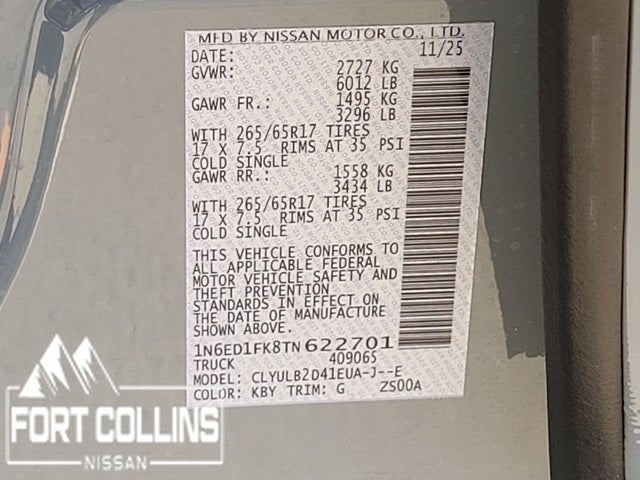 MFD BY NISSAN MOTOR CO., LTD.
DATE: 11/25
GVWR: 2727 KG
6012 LB
GAWR FR.: 1495 KG
3296 LB
WITH 265/65R17 TIRES
17 X 7.5 RIMS AT 35 PSI
COLD SINGLE
GAWR RR.: 1558 KG
3434 LB
WITH 265/65R17 TIRES
17 X 7.5 RIMS AT 35 PSI
COLD SINGLE
THIS VEHICLE CONFORMS TO
ALL APPLICABLE FEDERAL
MOTOR VEHICLE SAFETY AND
THEFT PREVENTION
STANDARDS IN EFFECT ON
THE DATE OF MANUFACTURE
SHOWN ABOVE.
1N6ED1FK8TN622701
TRUCK 409065
MODEL: CLYULB2D41EUA-J--E
COLOR: KBY TRIM: G ZS00A
FORT COLLINS
NISSAN